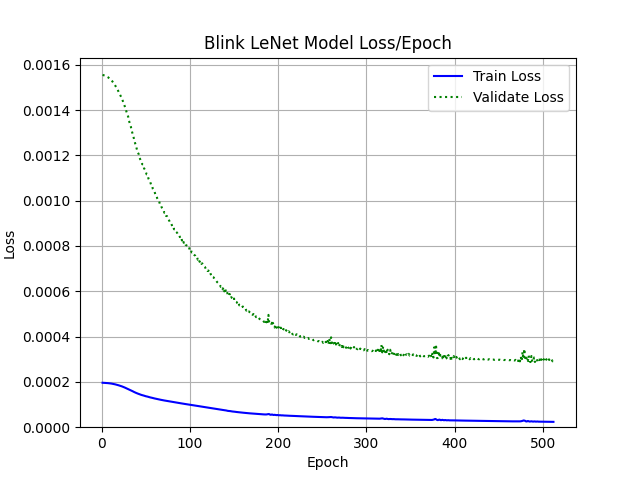 Blink LeNet Model Loss/Epoch
Train Loss
Validate Loss
0.0016
0.0014
0.0012
0.0010
0.0008
0.0006
0.0004
0.0002
0.0000
Loss
0 100 200 300 400 500
Epoch